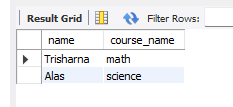 Result Grid Filter Rows:
name course_name
Trisharna math
Alas science